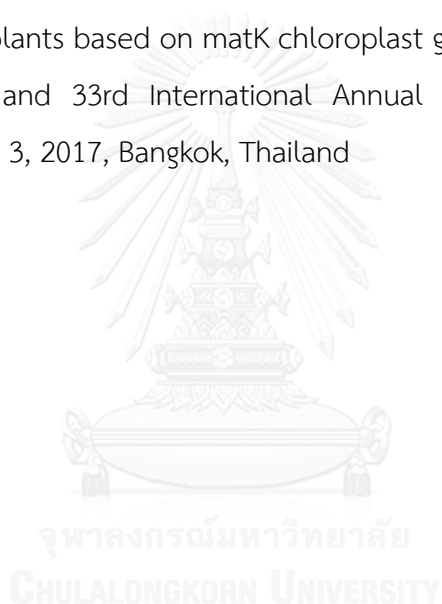 plants based on matK chloroplast g
and 33rd International Annual
3, 2017, Bangkok, Thailand
จุฬาลงกรณ์มหาวิทยาลัย
CHULALONGKORN UNIVERSITY